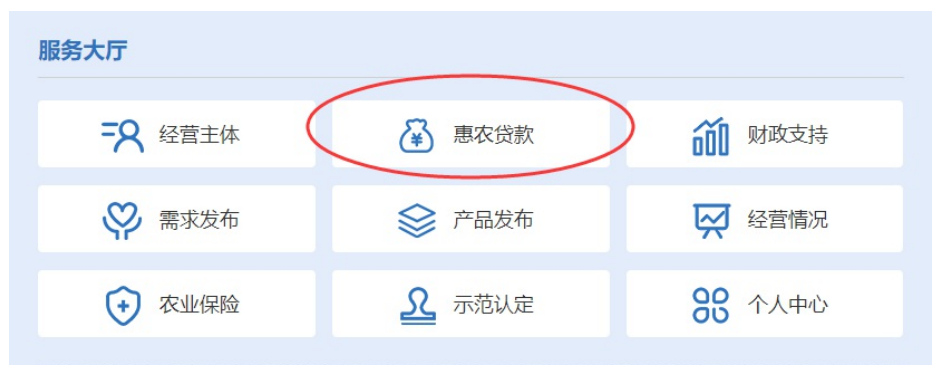 服务大厅
经营主体
惠农贷款
财政支持
需求发布
产品发布
经营情况
农业保险
示范认定
个人中心